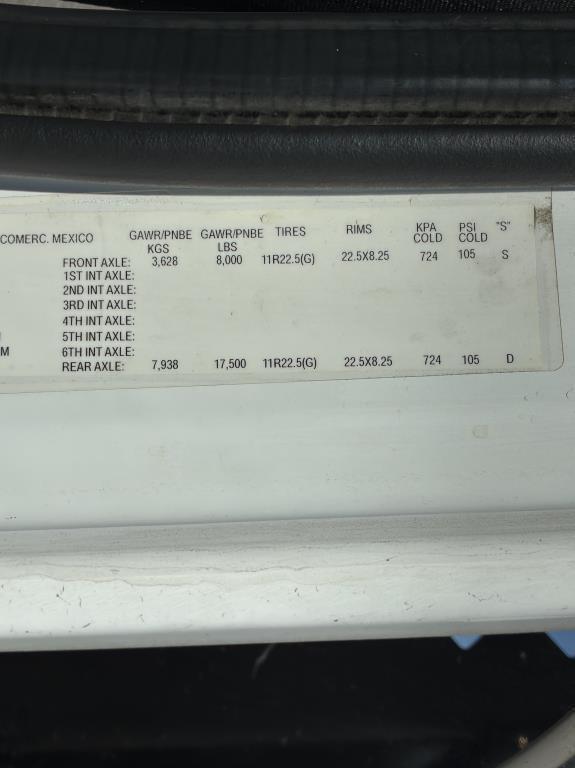 COMERC. MEXICO GAWR/PNBE KGS GAWR/PNBE LBS TIRES RIMS KPA COLD PSI COLD "S"
FRONT AXLE: 3,628 8,000 11R22.5(G) 22.5X8.25 724 105 S
1ST INT AXLE:
2ND INT AXLE:
3RD INT AXLE:
4TH INT AXLE:
5TH INT AXLE:
M 6TH INT AXLE:
REAR AXLE: 7,938 17,500 11R22.5(G) 22.5X8.25 724 105 D